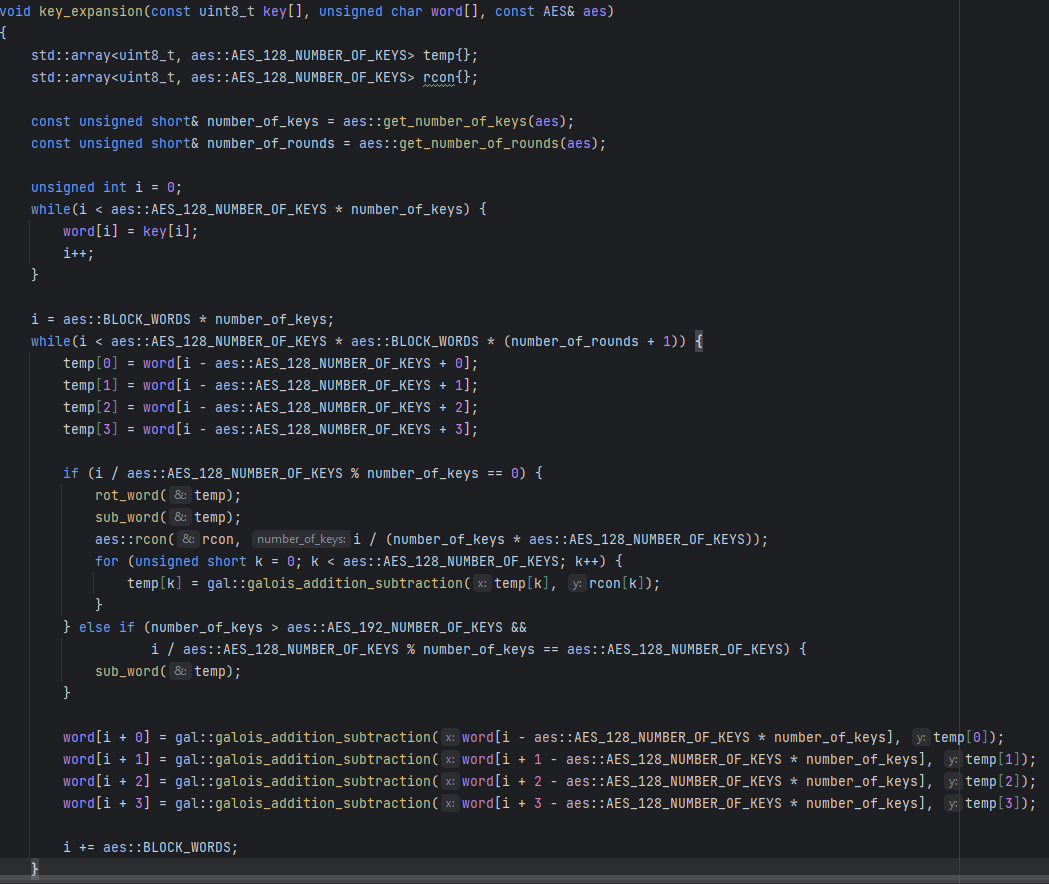 void key_expansion(const uint8_t key[], unsigned char word[], const AES& aes)
{
    std::array<uint8_t, aes::AES_128_NUMBER_OF_KEYS> temp{};
    std::array<uint8_t, aes::AES_128_NUMBER_OF_KEYS> rcon{};

    const unsigned short& number_of_keys = aes::get_number_of_keys(aes);
    const unsigned short& number_of_rounds = aes::get_number_of_rounds(aes);

    unsigned int i = 0;
    while(i < aes::AES_128_NUMBER_OF_KEYS * number_of_keys) {
        word[i] = key[i];
        i++;
    }

    i = aes::BLOCK_WORDS * number_of_keys;
    while(i < aes::AES_128_NUMBER_OF_KEYS * aes::BLOCK_WORDS * (number_of_rounds + 1)) {
        temp[0] = word[i - aes::AES_128_NUMBER_OF_KEYS + 0];
        temp[1] = word[i - aes::AES_128_NUMBER_OF_KEYS + 1];
        temp[2] = word[i - aes::AES_128_NUMBER_OF_KEYS + 2];
        temp[3] = word[i - aes::AES_128_NUMBER_OF_KEYS + 3];

        if (i / aes::AES_128_NUMBER_OF_KEYS % number_of_keys == 0) {
            rot_word( &: temp);
            sub_word( &: temp);
            aes::rcon( &: rcon, number_of_keys: i / (number_of_keys * aes::AES_128_NUMBER_OF_KEYS));
            for (unsigned short k = 0; k < aes::AES_128_NUMBER_OF_KEYS; k++) {
                temp[k] = gal::galois_addition_subtraction( x: temp[k], y: rcon[k]);
            }
        } else if (number_of_keys > aes::AES_192_NUMBER_OF_KEYS &&
                   i / aes::AES_128_NUMBER_OF_KEYS % number_of_keys == aes::AES_128_NUMBER_OF_KEYS) {
            sub_word( &: temp);
        }

        word[i + 0] = gal::galois_addition_subtraction( x: word[i - aes::AES_128_NUMBER_OF_KEYS * number_of_keys], y: temp[0]);
        word[i + 1] = gal::galois_addition_subtraction( x: word[i + 1 - aes::AES_128_NUMBER_OF_KEYS * number_of_keys], y: temp[1]);
        word[i + 2] = gal::galois_addition_subtraction( x: word[i + 2 - aes::AES_128_NUMBER_OF_KEYS * number_of_keys], y: temp[2]);
        word[i + 3] = gal::galois_addition_subtraction( x: word[i + 3 - aes::AES_128_NUMBER_OF_KEYS * number_of_keys], y: temp[3]);

        i += aes::BLOCK_WORDS;
    }